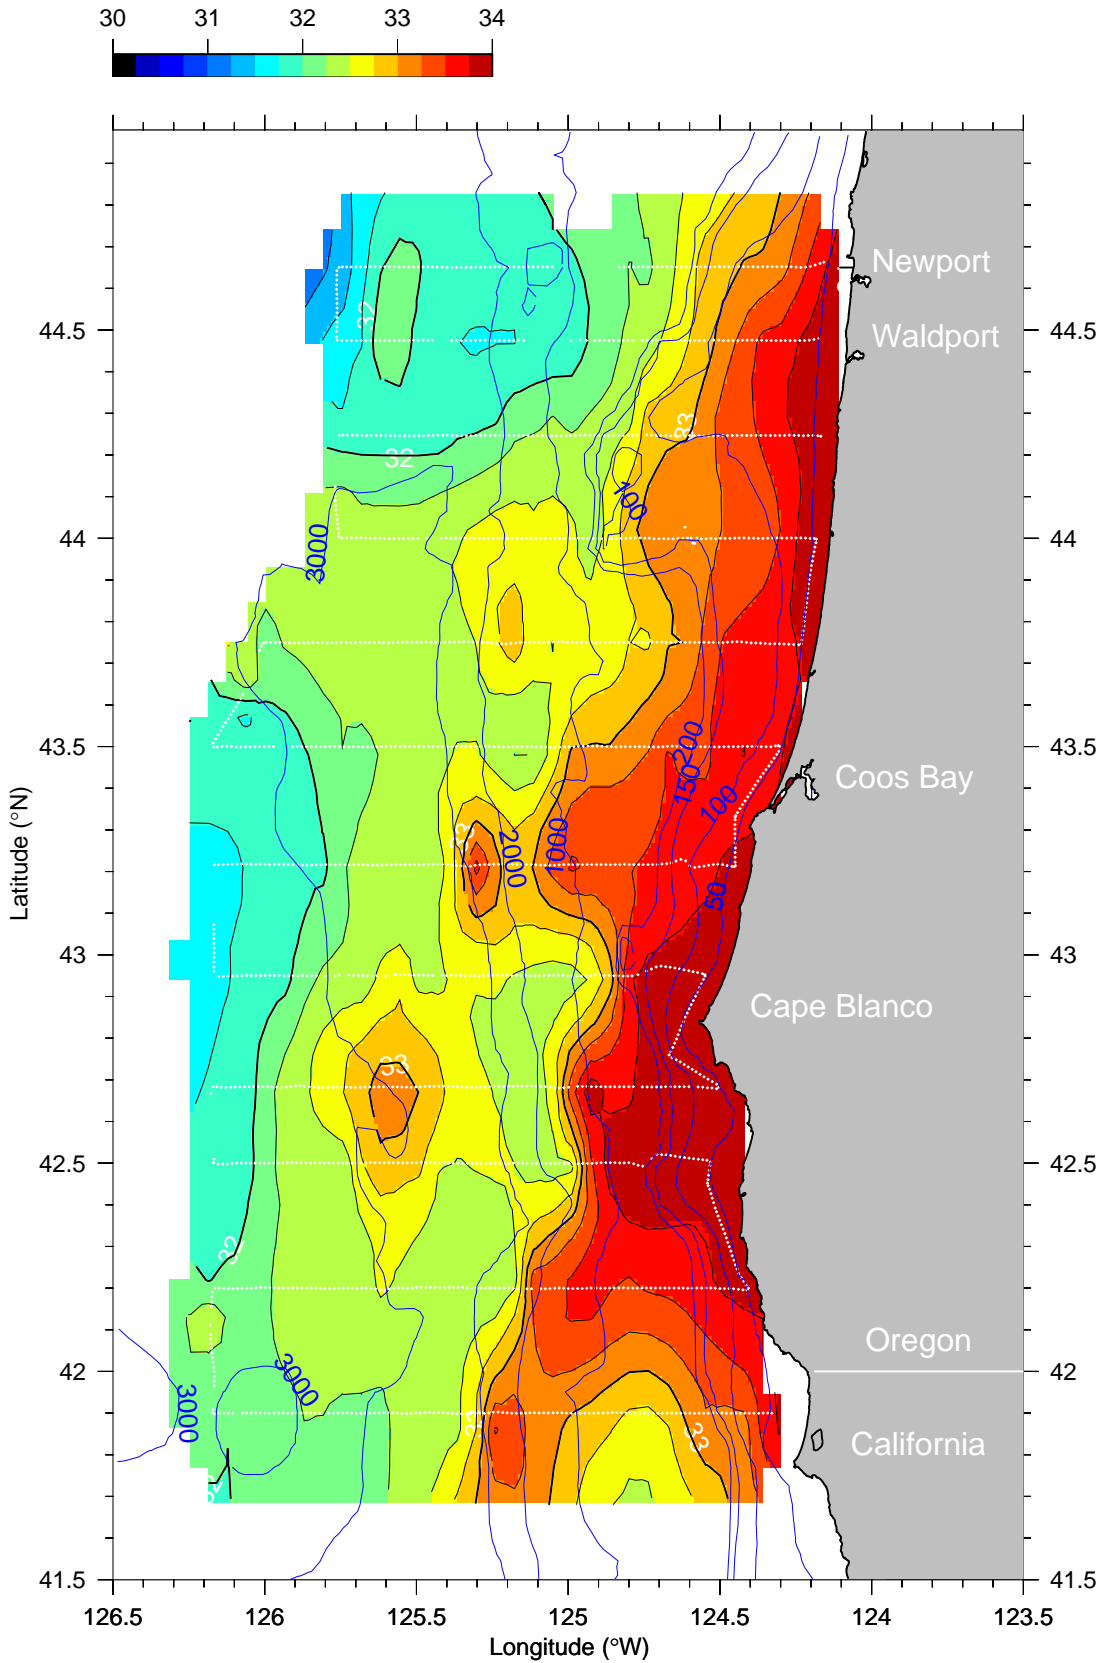 30 31 32 33 34
Newport
44.5 Waldport 44.5
32
33
32
100
44 3000 44
200
43.5 150 43.5
100 Coos Bay
33 2000 1000
50
43 43
Cape Blanco
33
42.5 42.5
32
Oregon
42 3000 42
3000 33 33 California
32
41.5 41.5
126.5 126 125.5 125 124.5 124 123.5
Longitude (°W)
Latitude (°N)